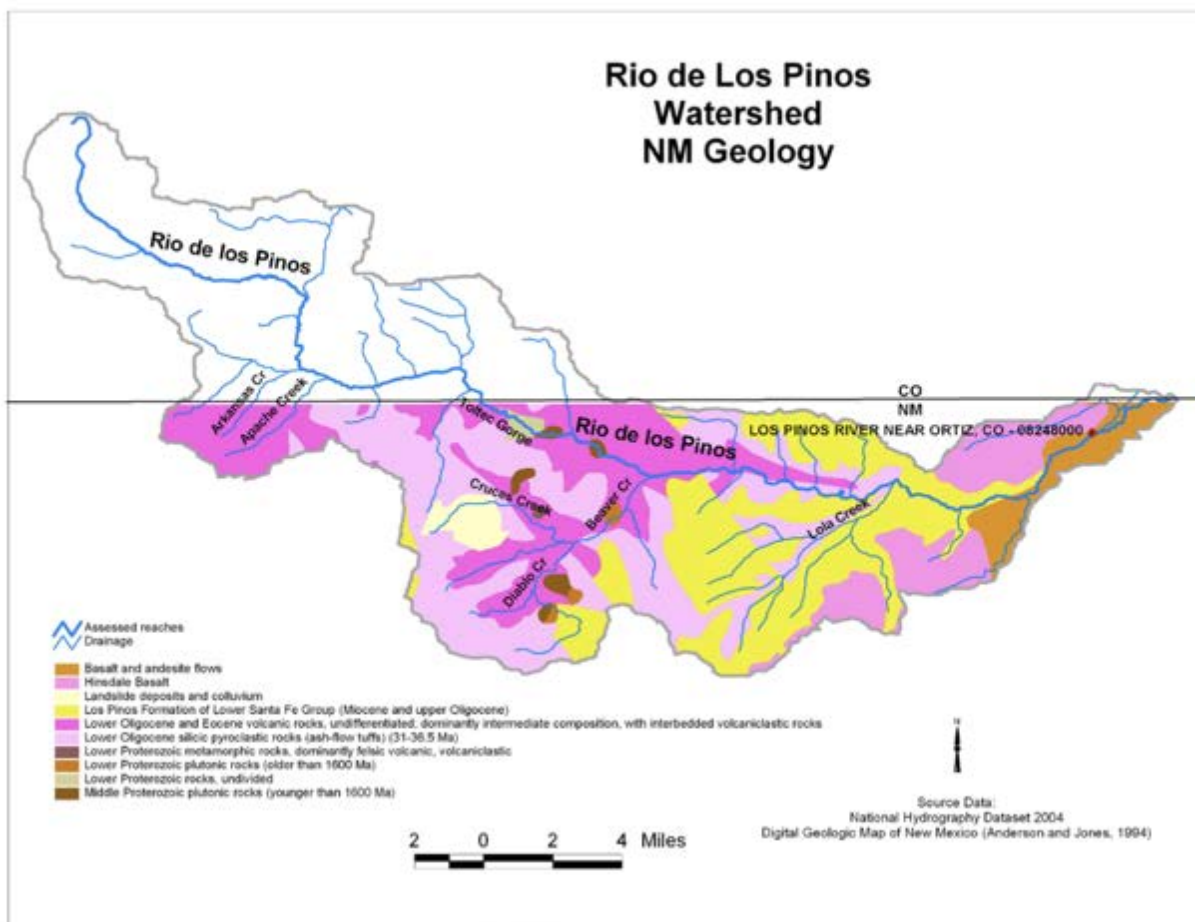 Rio de Los Pinos
Watershed
NM Geology
Rio de los Pinos
Arkansas Cr
Apache Creek
CO
NM
Toltec Gorge
Rio de los Pinos
LOS PINOS RIVER NEAR ORTIZ, CO - 08248000
Cruces Creek
Beaver Cr
Lola Creek
Diablo Cr
Assessed reaches
Drainage
Basalt and andesite flows
Hinsdale Basalt
Landslide deposits and colluvium
Los Pinos Formation of Lower Santa Fe Group (Miocene and upper Oligocene)
Lower Oligocene and Eocene volcanic rocks, undifferentiated; dominantly intermediate composition, with interbedded volcaniclastic rocks
Lower Oligocene silicic pyroclastic rocks (ash-flow tuffs) (31-36.5 Ma)
Lower Proterozoic metamorphic rocks, dominantly felsic volcanic, volcaniclastic
Lower Proterozoic plutonic rocks (older than 1600 Ma)
Lower Proterozoic rocks, undivided
Middle Proterozoic plutonic rocks (younger than 1600 Ma)
N
Source Data:
National Hydrography Dataset 2004
Digital Geologic Map of New Mexico (Anderson and Jones, 1994)
2 0 2 4 Miles